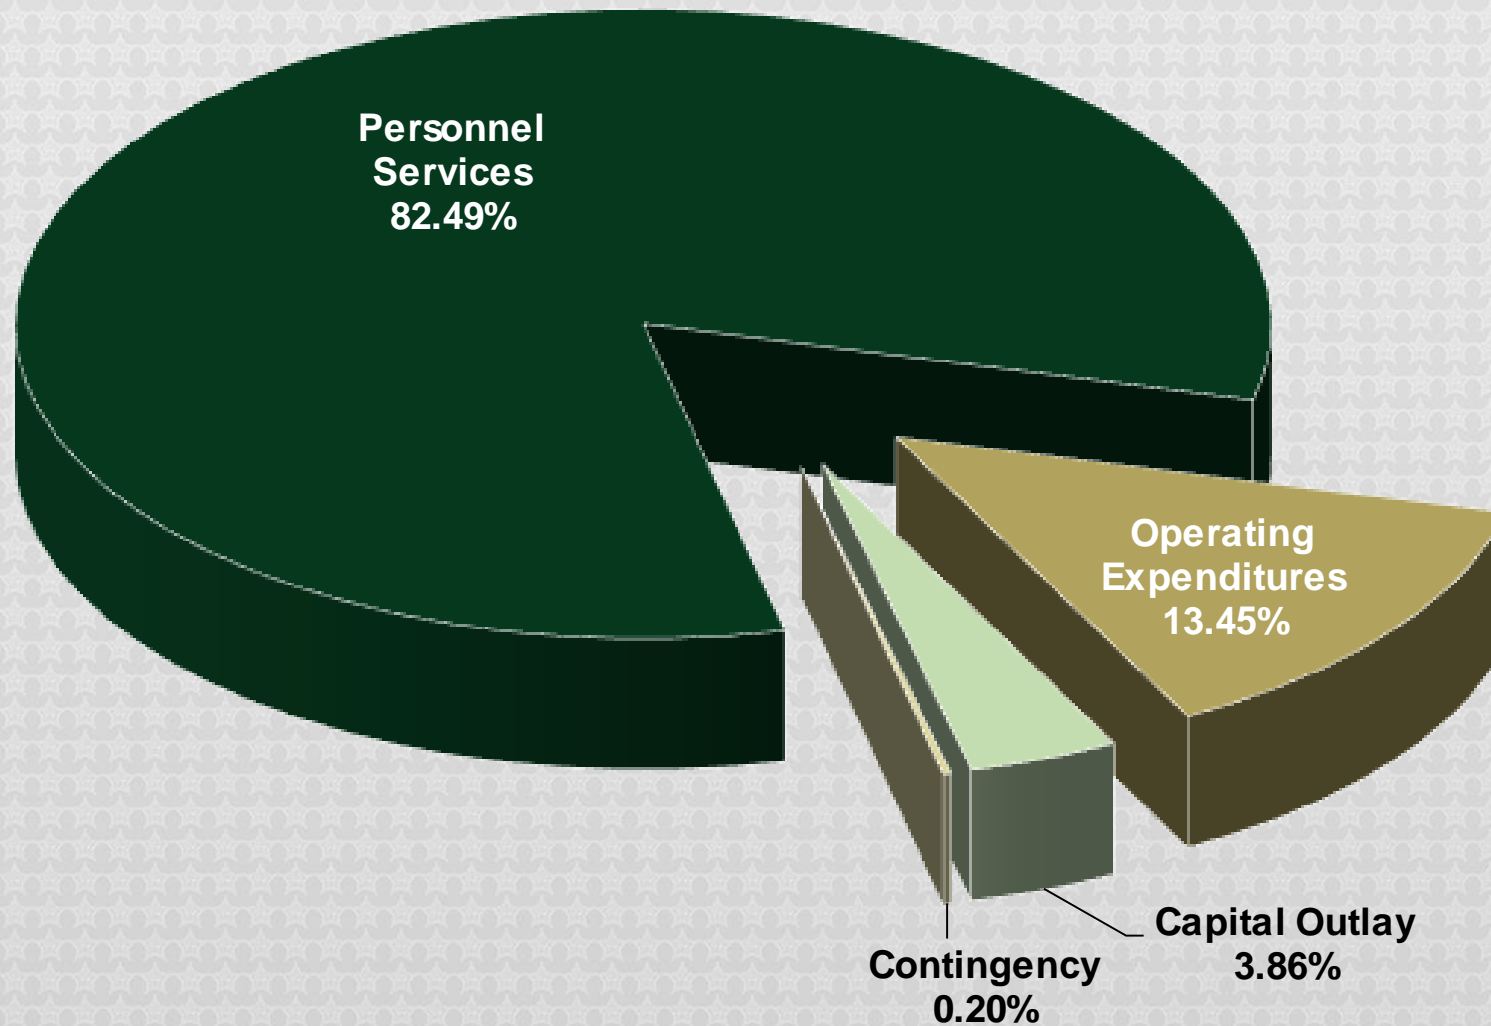 Personnel
Services
82.49%
Operating
Expenditures
13.45%
Capital Outlay
3.86%
Contingency
0.20%